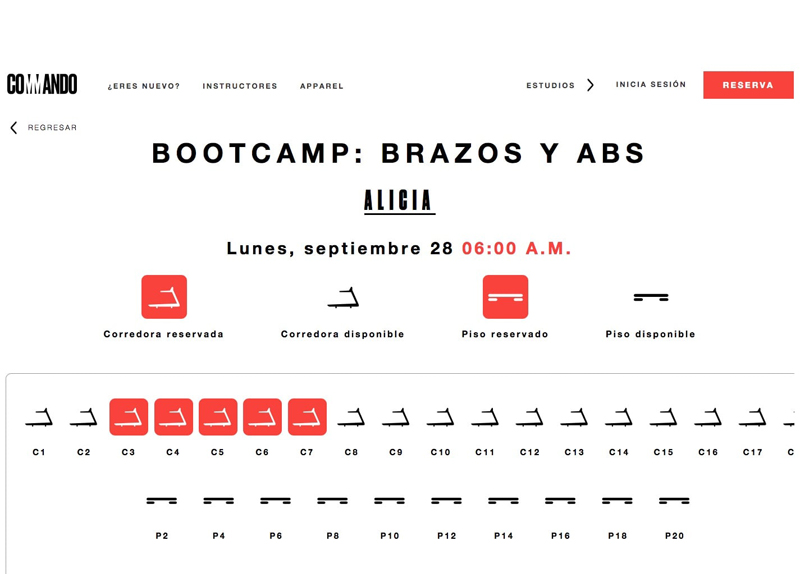 COMMANDO ¿ERES NUEVO? INSTRUCTORES APPAREL ESTUDIOS INICIA SESIÓN RESERVA
REGRESAR
BOOTCAMP: BRAZOS Y ABS
ALICIA
Lunes, septiembre 28 06:00 A.M.
Corredora reservada Corredora disponible Piso reservado Piso disponible
C1 C2 C3 C4 C5 C6 C7 C8 C9 C10 C11 C12 C13 C14 C15 C16 C17
P2 P4 P6 P8 P10 P12 P14 P16 P18 P20